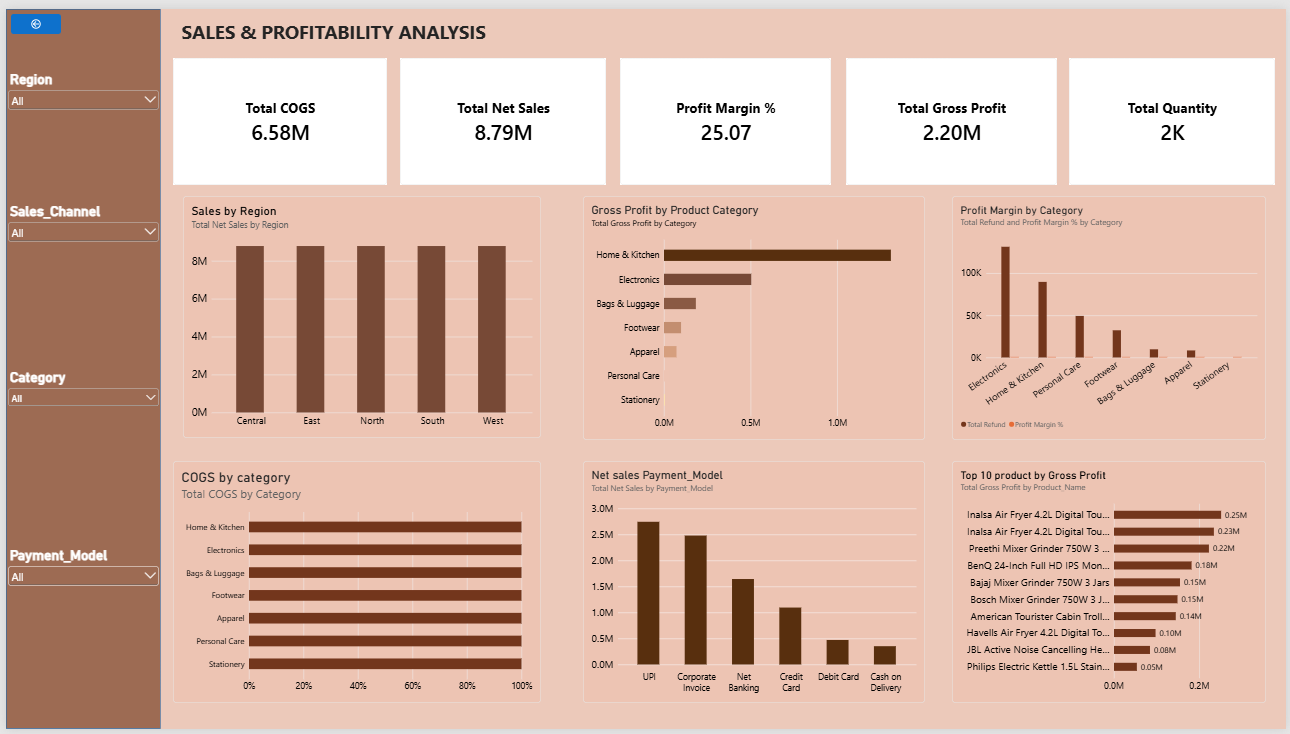 SALES & PROFITABILITY ANALYSIS
Region
All
Sales_Channel
All
Category
All
Payment_Model
All
Total COGS
6.58M
Total Net Sales
8.79M
Profit Margin %
25.07
Total Gross Profit
2.20M
Total Quantity
2K
Sales by Region
Total Net Sales by Region
8M
6M
4M
2M
0M
Central East North South West
Gross Profit by Product Category
Total Gross Profit by Category
Home & Kitchen
Electronics
Bags & Luggage
Footwear
Apparel
Personal Care
Stationery
0.0M 0.5M 1.0M
Profit Margin by Category
Total Refund and Profit Margin % by Category
100K
50K
0K
Electronics Home & Kitchen Personal Care Footwear Bags & Luggage Apparel Stationery
Total Refund Profit Margin %
COGS by category
Total COGS by Category
Home & Kitchen
Electronics
Bags & Luggage
Footwear
Apparel
Personal Care
Stationery
0% 20% 40% 60% 80% 100%
Net sales Payment_Model
Total Net Sales by Payment_Model
3.0M
2.5M
2.0M
1.5M
1.0M
0.5M
0.0M
UPI Corporate Invoice Net Banking Credit Card Debit Card Cash on Delivery
Top 10 product by Gross Profit
Total Gross Profit by Product_Name
Inalsa Air Fryer 4.2L Digital Tou... 0.25M
Inalsa Air Fryer 4.2L Digital Tou... 0.23M
Preethi Mixer Grinder 750W 3 ... 0.22M
BenQ 24-Inch Full HD IPS Mon... 0.18M
Bajaj Mixer Grinder 750W 3 Jars 0.15M
Bosch Mixer Grinder 750W 3 J... 0.15M
American Tourister Cabin Troll... 0.14M
Havells Air Fryer 4.2L Digital To... 0.10M
JBL Active Noise Cancelling He... 0.08M
Philips Electric Kettle 1.5L Stain... 0.05M
0.0M 0.2M